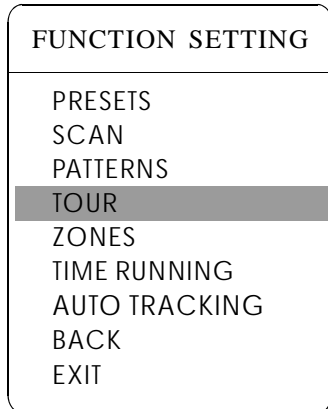 FUNCTION SETTING
PRESETS
SCAN
PATTERNS
TOUR
ZONES
TIME RUNNING
AUTO TRACKING
BACK
EXIT